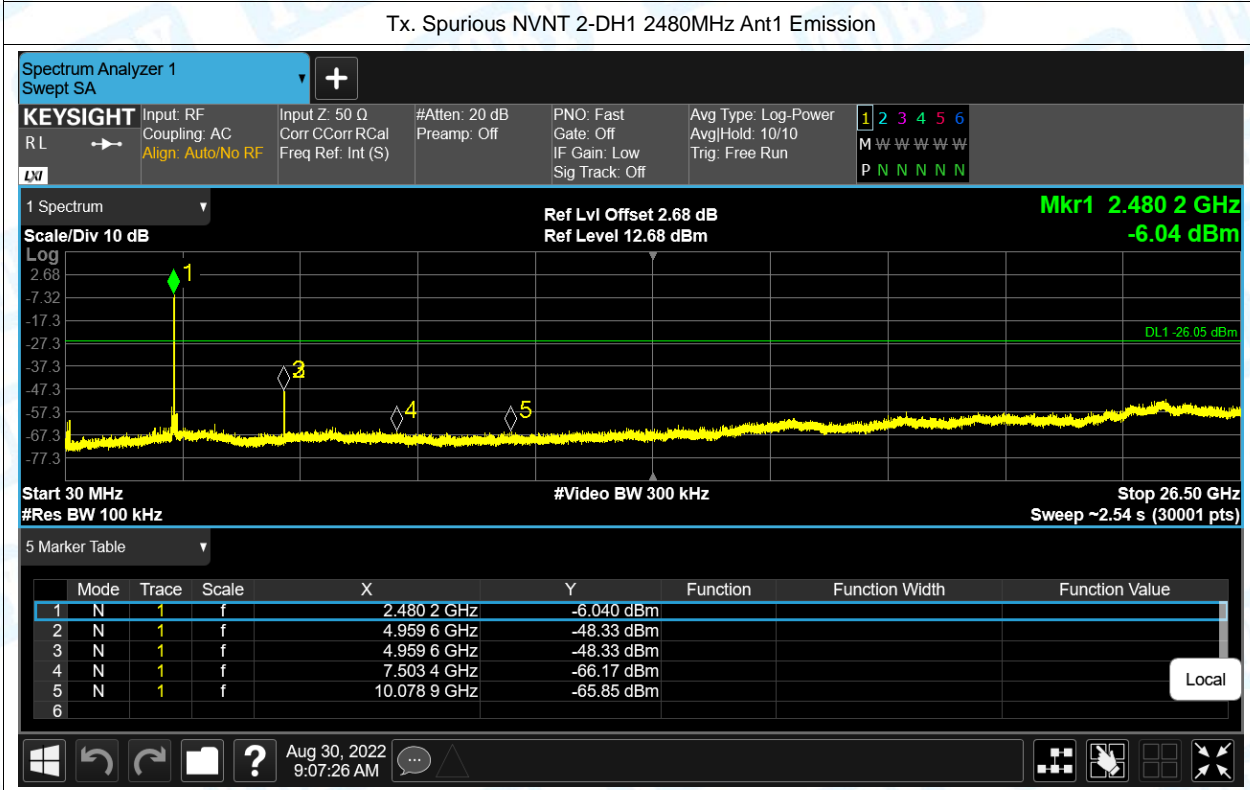 Tx. Spurious NVNT 2-DH1 2480MHz Ant1 Emission
Spectrum Analyzer 1
Swept SA
+
KEYSIGHT Input: RF Input Z: 50 Ω #Atten: 20 dB PNO: Fast Avg Type: Log-Power 1 2 3 4 5 6
R L Coupling: AC Corr CCorr RCal Preamp: Off Gate: Off Avg|Hold: 10/10 M W W W W W
Align: Auto/No RF Freq Ref: Int (S) IF Gain: Low Trig: Free Run
LXI Sig Track: Off P N N N N N
1 Spectrum Ref Lvl Offset 2.68 dB Mkr1 2.480 2 GHz
Scale/Div 10 dB Ref Level 12.68 dBm -6.04 dBm
Log
2.68 1
-7.32
-17.3
DL1 -26.05 dBm
-27.3
-37.3 2 3
-47.3
-57.3 4 5
-67.3
-77.3
Start 30 MHz #Video BW 300 kHz Stop 26.50 GHz
#Res BW 100 kHz Sweep ~2.54 s (30001 pts)
5 Marker Table
Mode Trace Scale X Y Function Function Width Function Value
1 N 1 f 2.480 2 GHz -6.040 dBm
2 N 1 f 4.959 6 GHz -48.33 dBm
3 N 1 f 4.959 6 GHz -48.33 dBm
4 N 1 f 7.503 4 GHz -66.17 dBm
5 N 1 f 10.078 9 GHz -65.85 dBm
6
Local
? Aug 30, 2022
9:07:26 AM